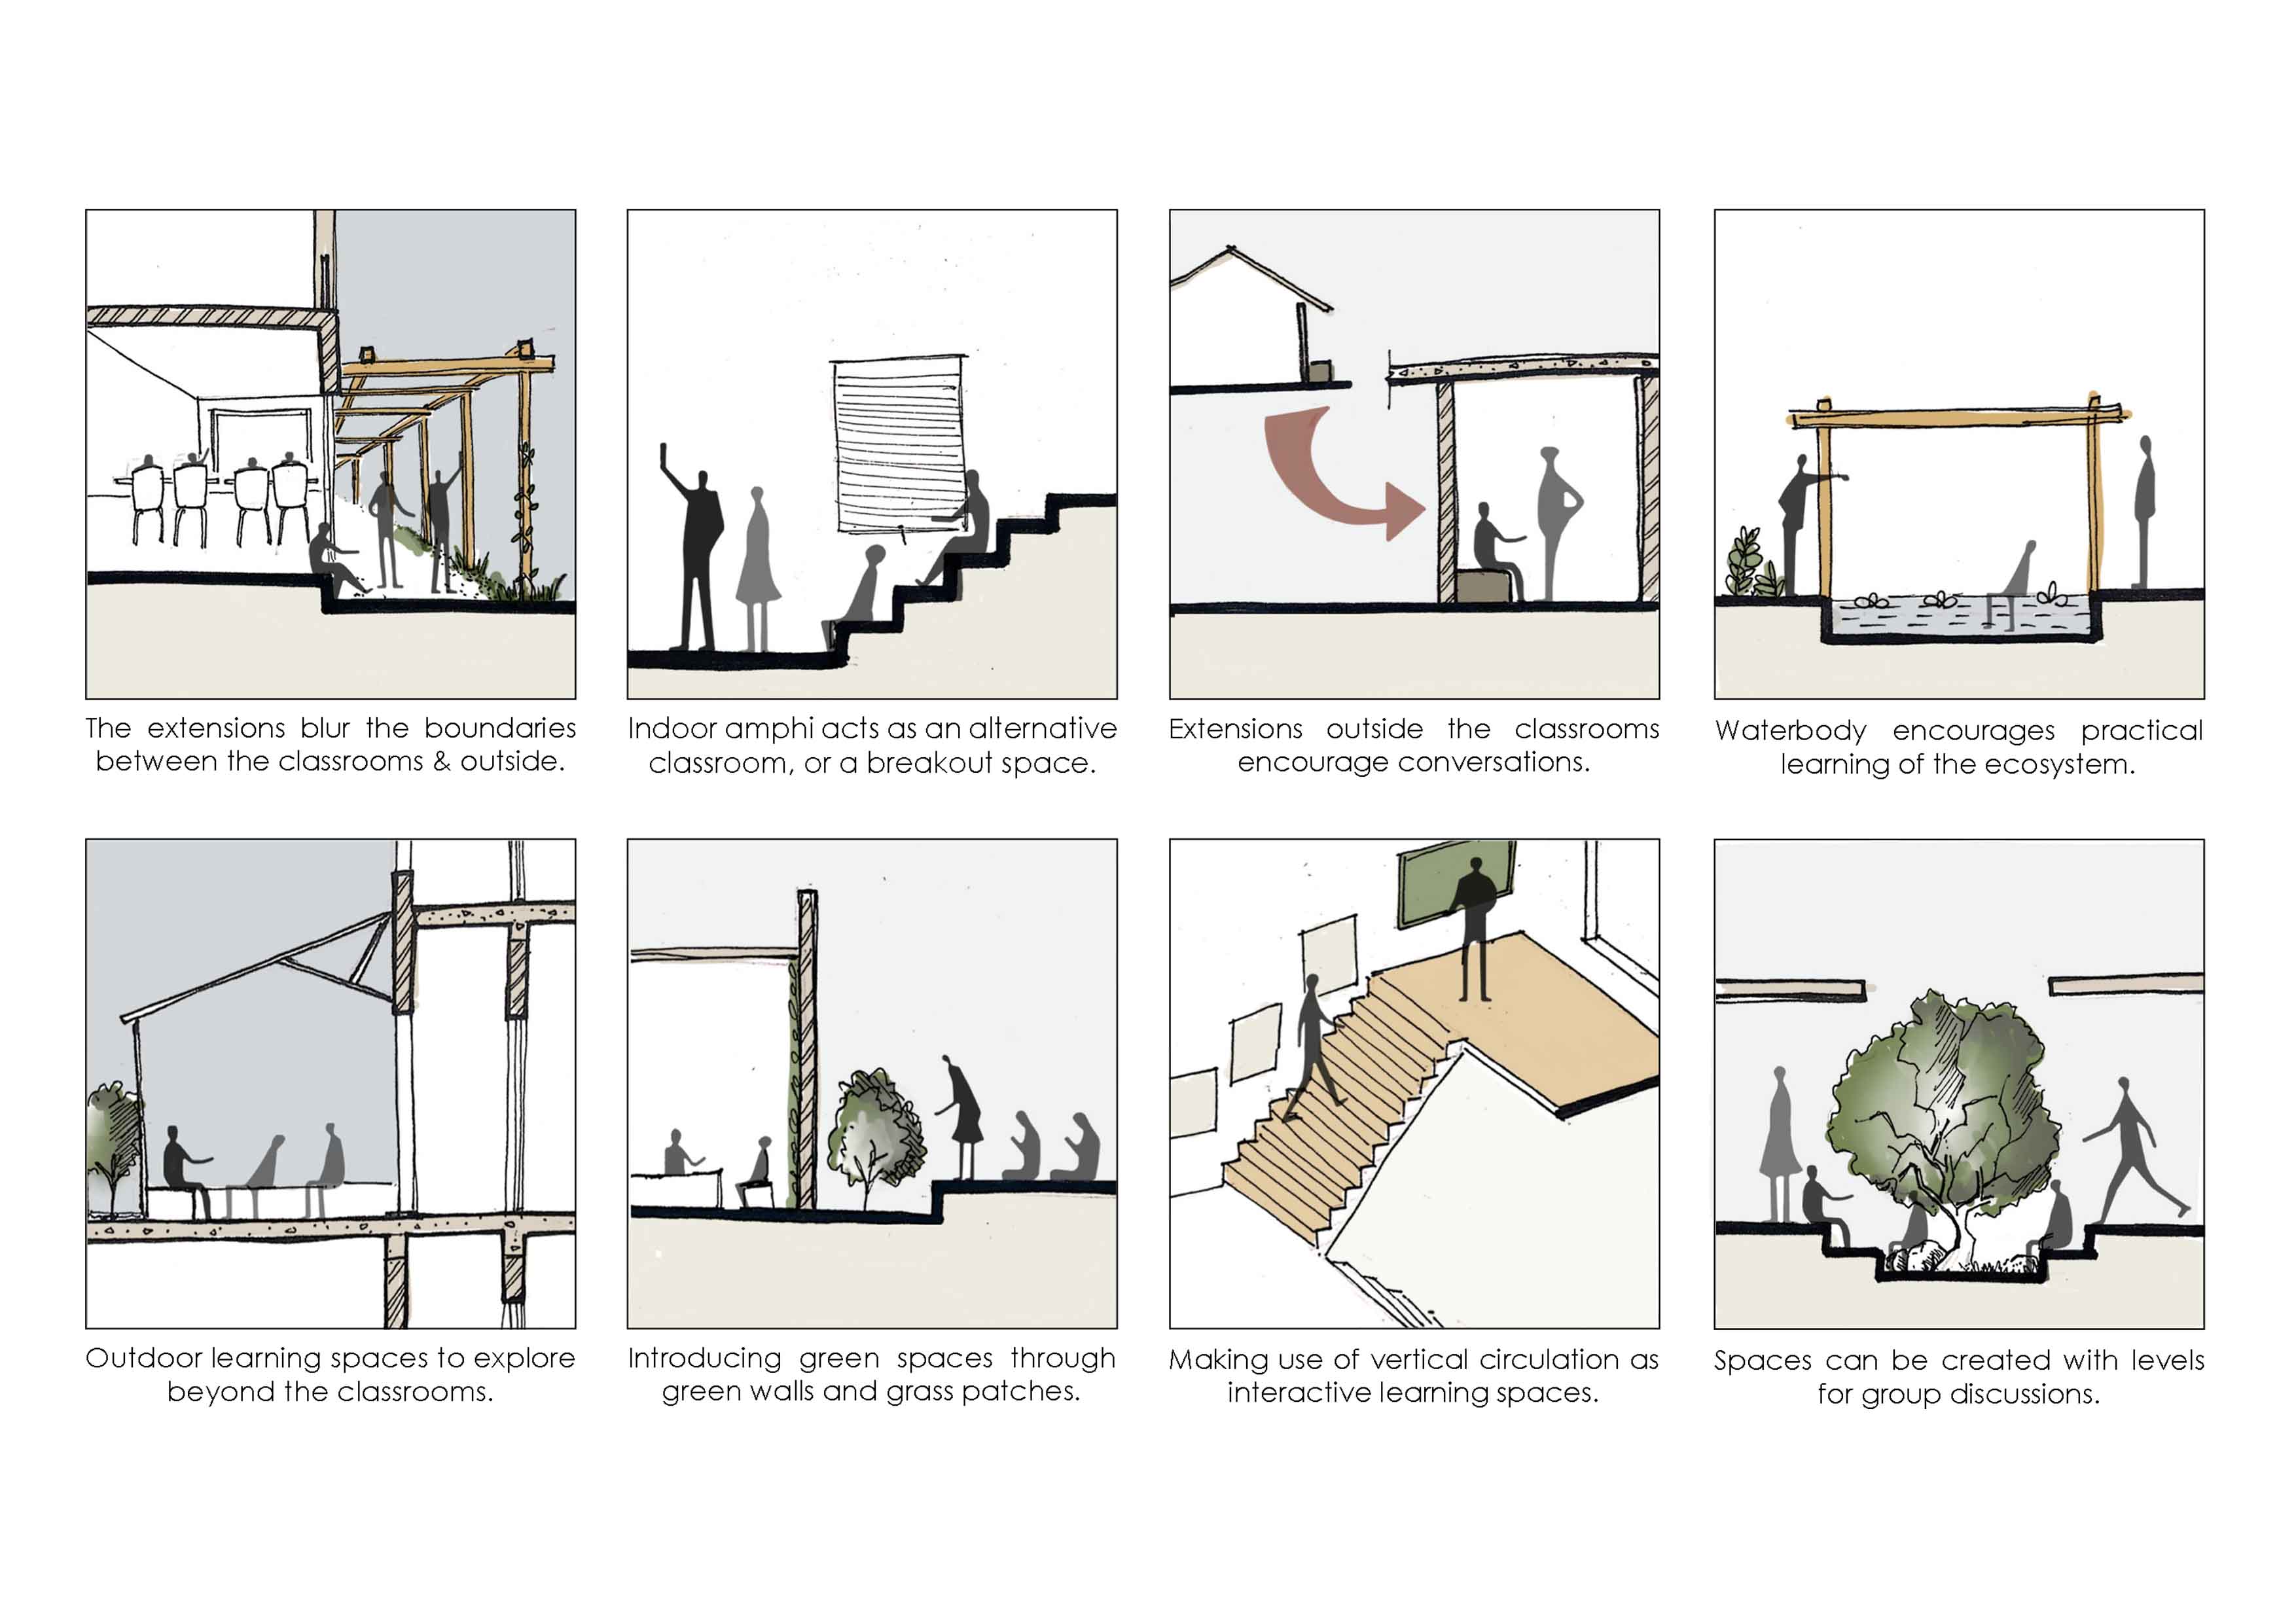 The extensions blur the boundaries
between the classrooms & outside.
Indoor amphi acts as an alternative
classroom, or a breakout space.
Extensions outside the classrooms
encourage conversations.
Waterbody encourages practical
learning of the ecosystem.
Outdoor learning spaces to explore
beyond the classrooms.
Introducing green spaces through
green walls and grass patches.
Making use of vertical circulation as
interactive learning spaces.
Spaces can be created with levels
for group discussions.